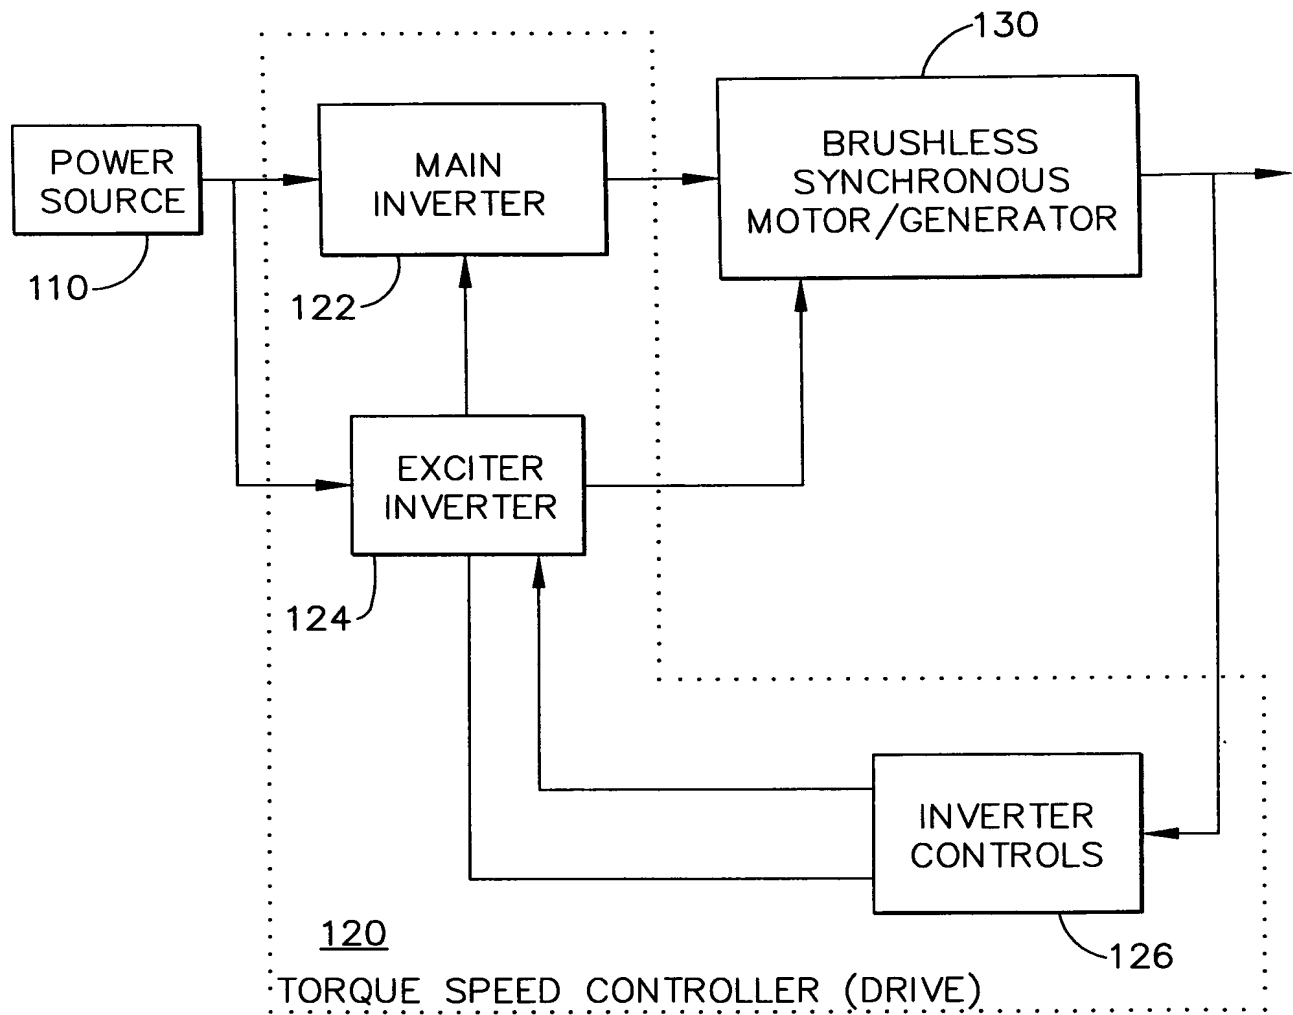 130
POWER
SOURCE
110
MAIN
INVERTER
122
BRUSHLESS
SYNCHRONOUS
MOTOR/GENERATOR
EXCITER
INVERTER
124
INVERTER
CONTROLS
126
120
TORQUE SPEED CONTROLLER (DRIVE)